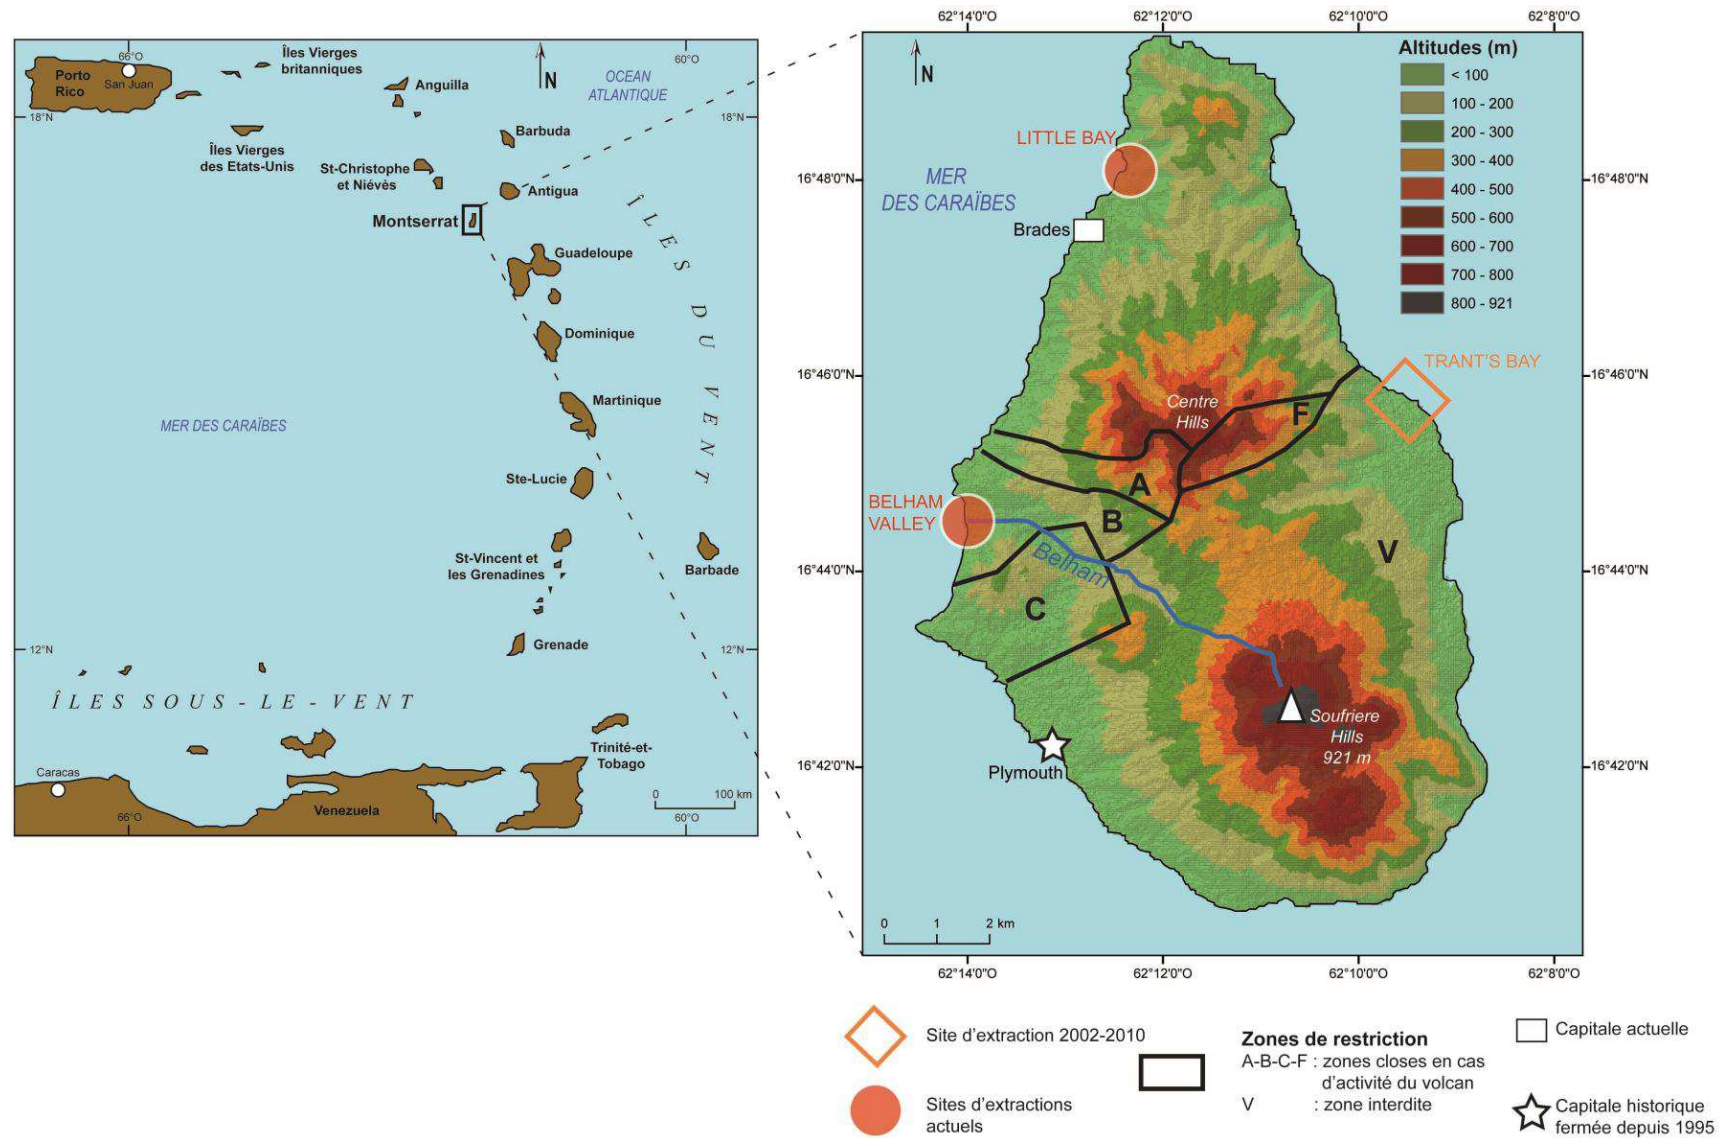 66°O
60°O
Porto
Rico
San Juan
Îles Vierges
britanniques
Anguilla
N
OCEAN
ATLANTIQUE
18°N
18°N
Îles Vierges
des Etats-Unis
Barbuda
St-Christophe
et Niévès
Antigua
Montserrat
Guadeloupe
ÎLES DU VENT
Dominique
Martinique
MER DES CARAÏBES
Ste-Lucie
St-Vincent et
les Grenadines
Barbade
Grenade
12°N
12°N
ÎLES SOUS-LE-VENT
Trinité-et-
Tobago
Caracas
Venezuela
0 100 km
66°O
60°O
62°14'0"O 62°12'0"O 62°10'0"O 62°8'0"O
N
Altitudes (m)
< 100
100 - 200
200 - 300
300 - 400
400 - 500
500 - 600
600 - 700
700 - 800
800 - 921
LITTLE BAY
MER
DES CARAÏBES
16°48'0"N
16°48'0"N
Brades
16°46'0"N
16°46'0"N
TRANT'S BAY
Centre
Hills
F
A
BELHAM
VALLEY
B
V
Belham
16°44'0"N
16°44'0"N
C
Soufriere
Hills
921 m
Plymouth
16°42'0"N
16°42'0"N
0 1 2 km
62°14'0"O 62°12'0"O 62°10'0"O 62°8'0"O
Site d'extraction 2002-2010
Sites d'extractions
actuels
Zones de restriction
A-B-C-F : zones closes en cas
d'activité du volcan
V : zone interdite
Capitale actuelle
Capitale historique
fermée depuis 1995